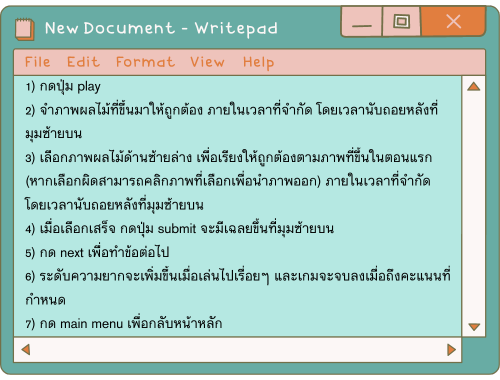 New Document - Writepad
File Edit Format View Help
1) กดปุ่ม play
2) จำภาพผลไม้ที่ขึ้นมาให้ถูกต้อง ภายในเวลาที่จำกัด โดยเวลานับถอยหลังที่
มุมซ้ายบน
3) เลือกภาพผลไม้ด้านซ้ายล่าง เพื่อเรียงให้ถูกต้องตามภาพที่ขึ้นในตอนแรก
(หากเลือกผิดสามารถคลิกภาพที่เลือกเพื่อนำภาพออก) ภายในเวลาที่จำกัด
โดยเวลานับถอยหลังที่มุมซ้ายบน
4) เมื่อเลือกเสร็จ กดปุ่ม submit จะมีเฉลยขึ้นที่มุมซ้ายบน
5) กด next เพื่อทำข้อต่อไป
6) ระดับความยากจะเพิ่มขึ้นเมื่อเล่นไปเรื่อยๆ และเกมจะจบลงเมื่อถึงคะแนนที่
กำหนด
7) กด main menu เพื่อกลับหน้าหลัก